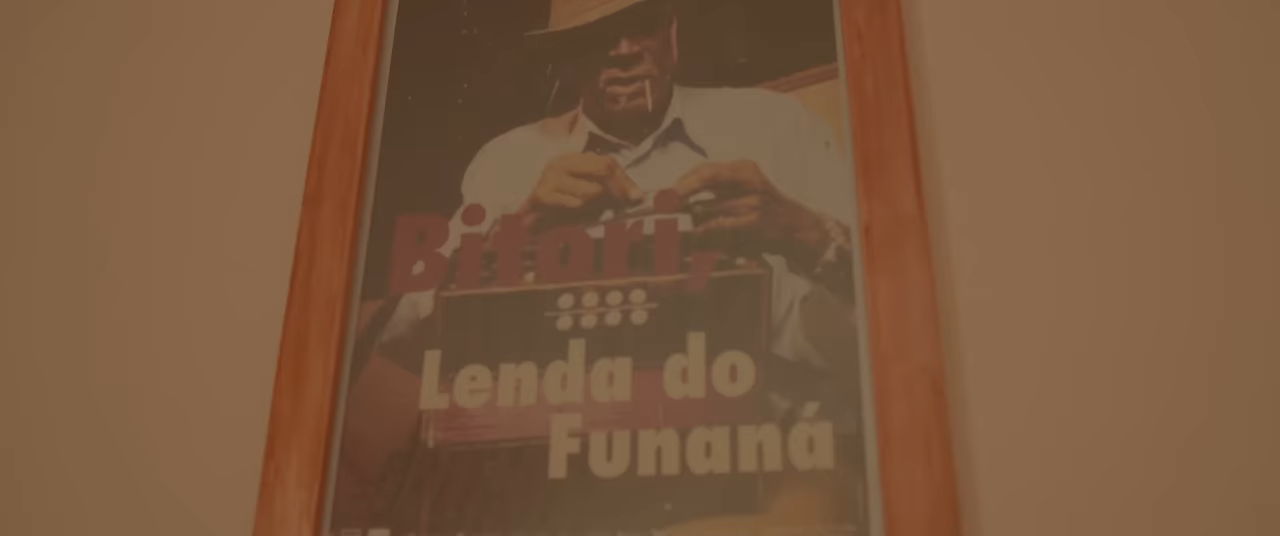 Bitori,
Lenda do
Funaná